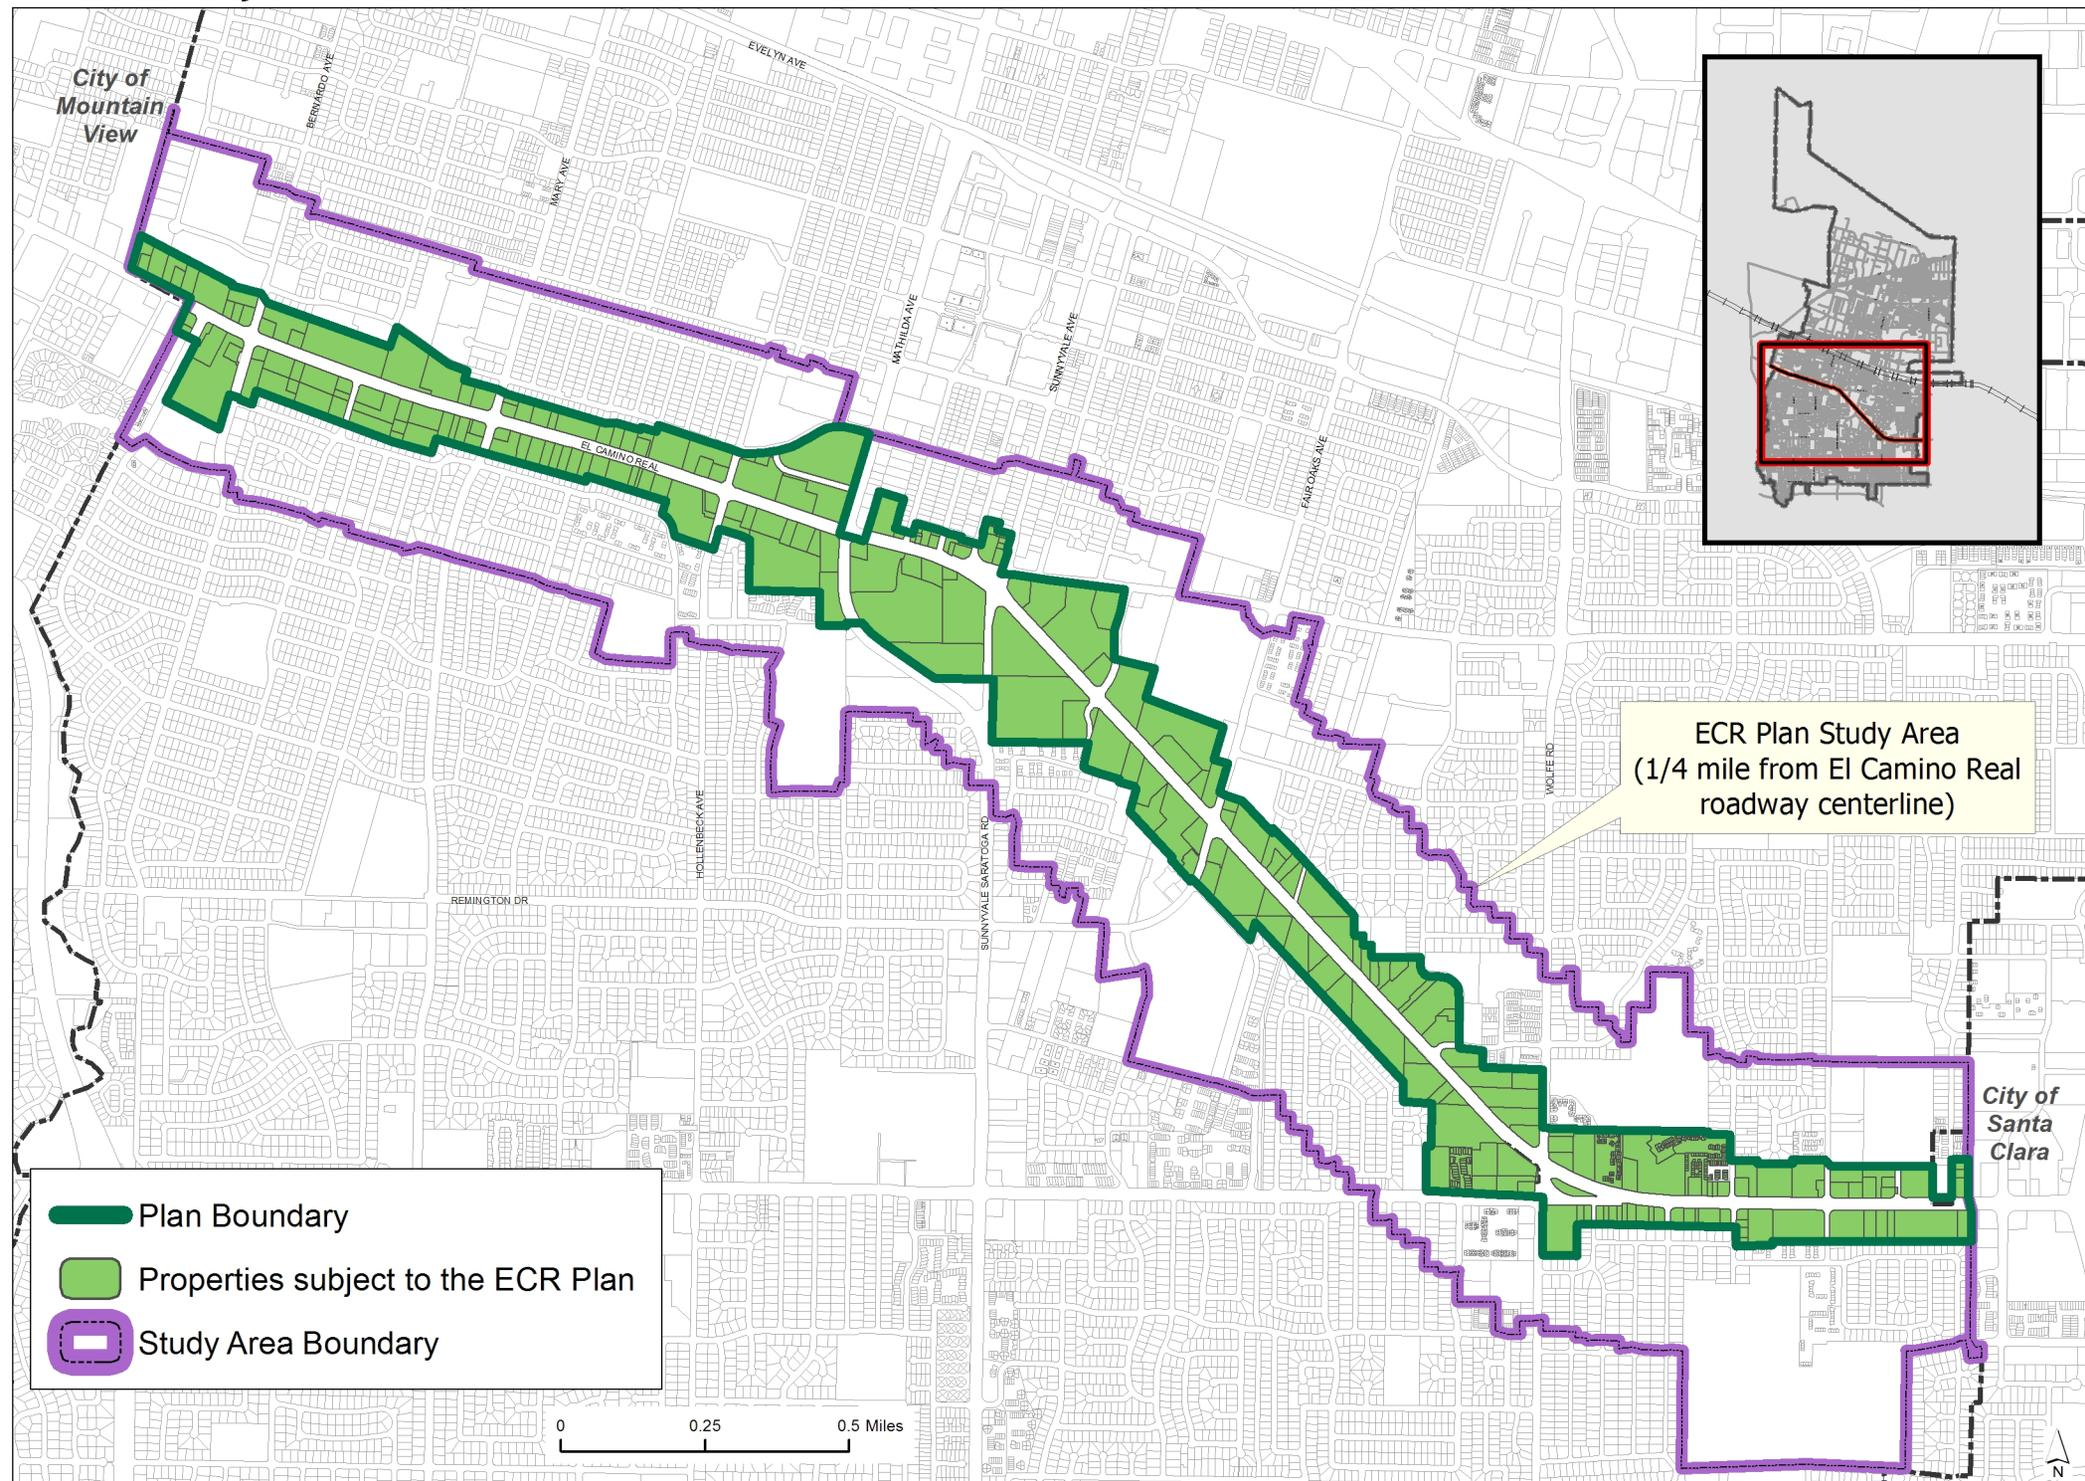 City of
Mountain
View
BERNARDO AVE
EVELYN AVE
MARY AVE
MATHILDA AVE
SUNNYVALE AVE
FAIR OAKS AVE
EL CAMINO REAL
ECR Plan Study Area
(1/4 mile from El Camino Real
roadway centerline)
WOLFE RD
HOLLENBECK AVE
SUNNYVALE SARATOGA RD
REMINGTON DR
City of
Santa
Clara
Plan Boundary
Properties subject to the ECR Plan
Study Area Boundary
0 0.25 0.5 Miles
N